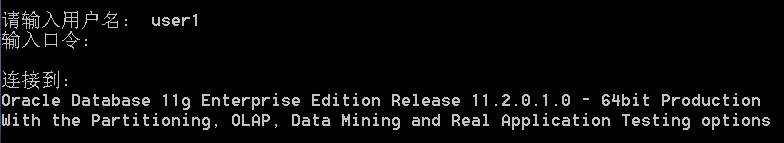 请输入用户名： user1
输入口令：
连接到:
Oracle Database 11g Enterprise Edition Release 11.2.0.1.0 - 64bit Production
With the Partitioning, OLAP, Data Mining and Real Application Testing options